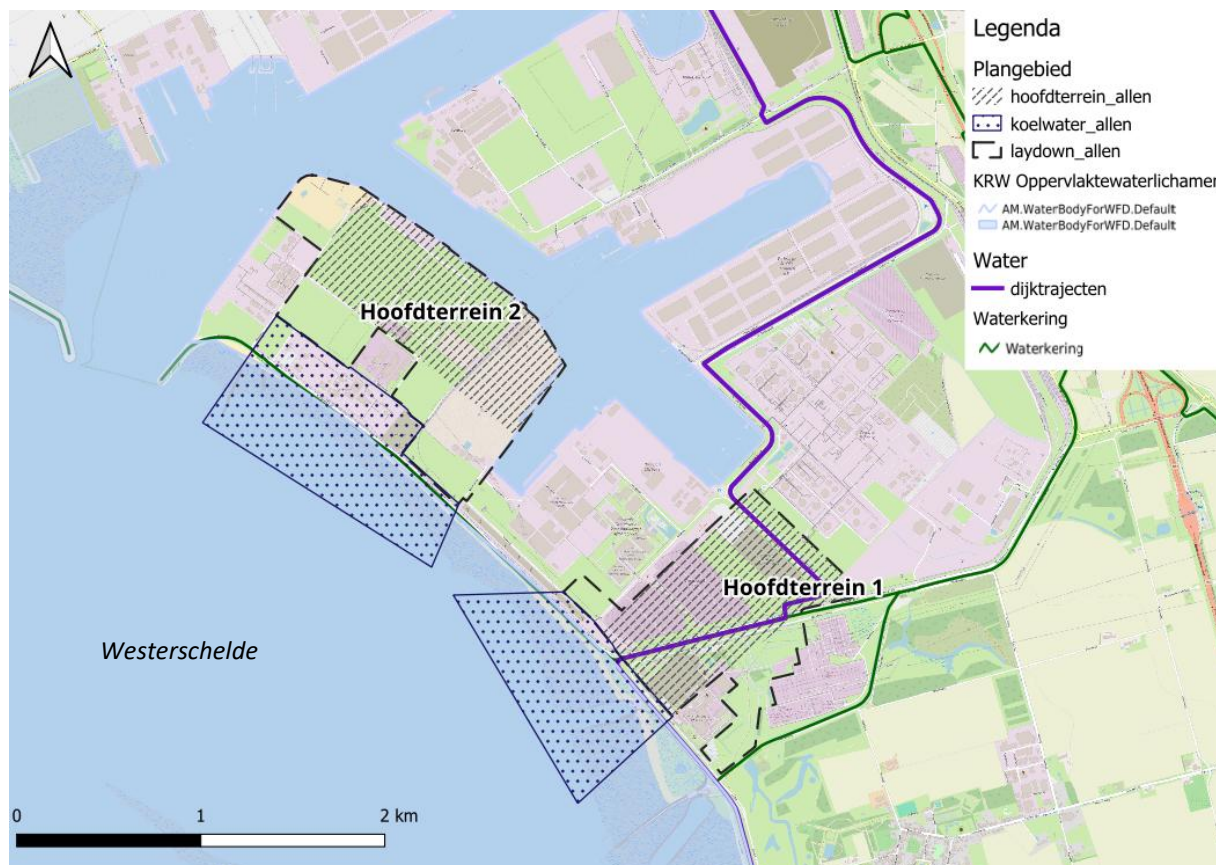 Legenda
Plangebied
hoofdterrein_allen
koelwater_allen
laydown_allen
KRW Oppervlaktewaterlichamen
AM.WaterBodyForWFD.Default
AM.WaterBodyForWFD.Default
Water
dijktrajecten
Waterkering
Waterkering
Hoofdterrein 2
Hoofdterrein 1
Westerschelde
0 1 2 km